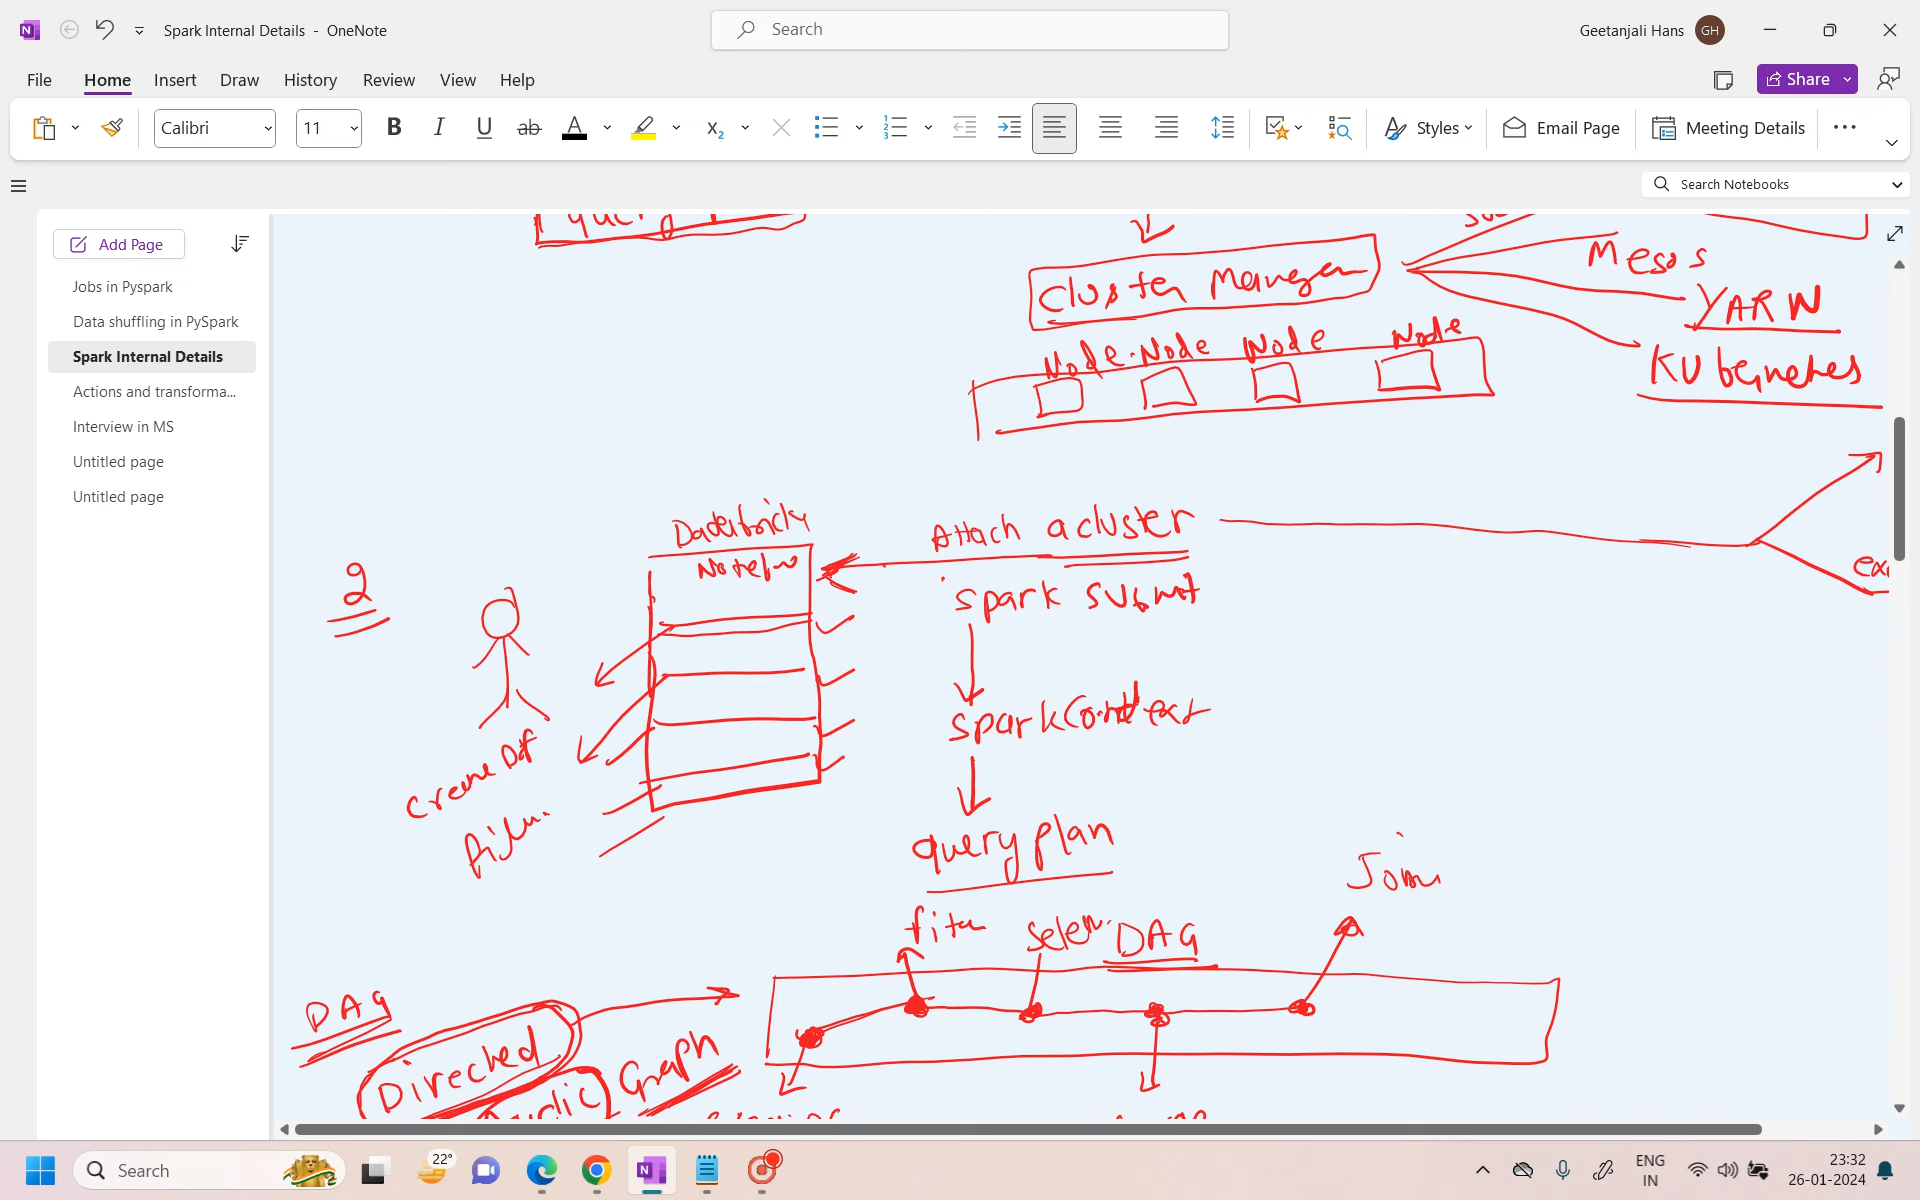 Spark Internal Details - OneNote
Search
Geetanjali Hans
GH
File Home Insert Draw History Review View Help
Share
Calibri
11
B I U ab A
Styles
Email Page
Meeting Details
Search Notebooks
Add Page
Jobs in Pyspark
Data shuffling in PySpark
Spark Internal Details
Actions and transforma...
Interview in MS
Untitled page
Untitled page
Cluster Manager
Mesos
YARN
Kubernetes
Node Node Node Node
Attach a cluster
2
spark submit
SparkContext
Create Df
query plan
Join
DAG
DAG
Directed
Graph
Search
22°
ENG
IN
23:32
26-01-2024